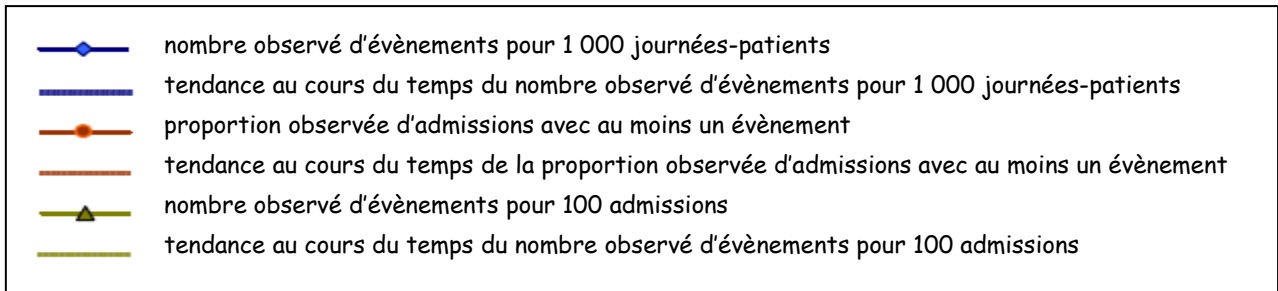 nombre observé d'évènements pour 1 000 journées-patients
tendance au cours du temps du nombre observé d'évènements pour 1 000 journées-patients
proportion observée d'admissions avec au moins un évènement
tendance au cours du temps de la proportion observée d'admissions avec au moins un évènement
nombre observé d'évènements pour 100 admissions
tendance au cours du temps du nombre observé d'évènements pour 100 admissions